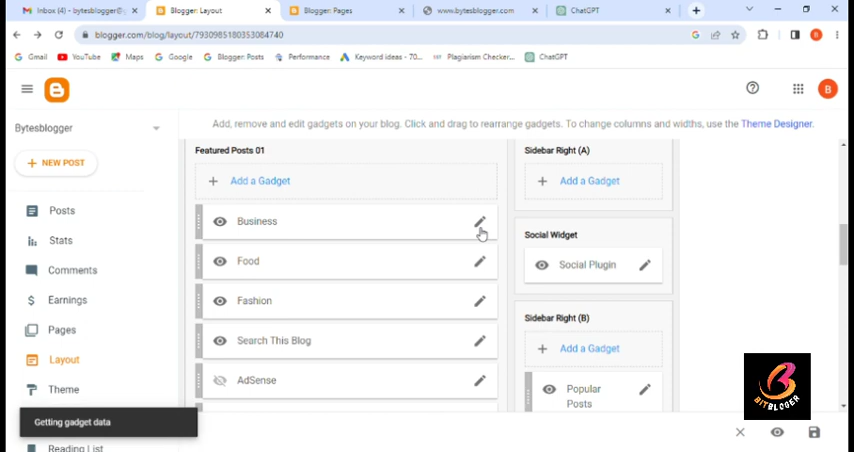 Inbox (4) - bytesblogger@g
Blogger: Layout
Blogger: Pages
www.bytesblogger.com
ChatGPT
blogger.com/blog/layout/7930985180353084740
B
Gmail
YouTube
Maps
Google
Blogger: Posts
Performance
Keyword ideas - 70...
Plagiarism Checker...
ChatGPT
B
Bytesblogger
Add, remove and edit gadgets on your blog. Click and drag to rearrange gadgets. To change columns and widths, use the Theme Designer.
+ NEW POST
Posts
Stats
Comments
Earnings
Pages
Layout
Theme
Reading List
Getting gadget data
Featured Posts 01
+ Add a Gadget
Business
Food
Fashion
Search This Blog
AdSense
Sidebar Right (A)
+ Add a Gadget
Social Widget
Social Plugin
Sidebar Right (B)
+ Add a Gadget
Popular
Posts
BITBLOGER